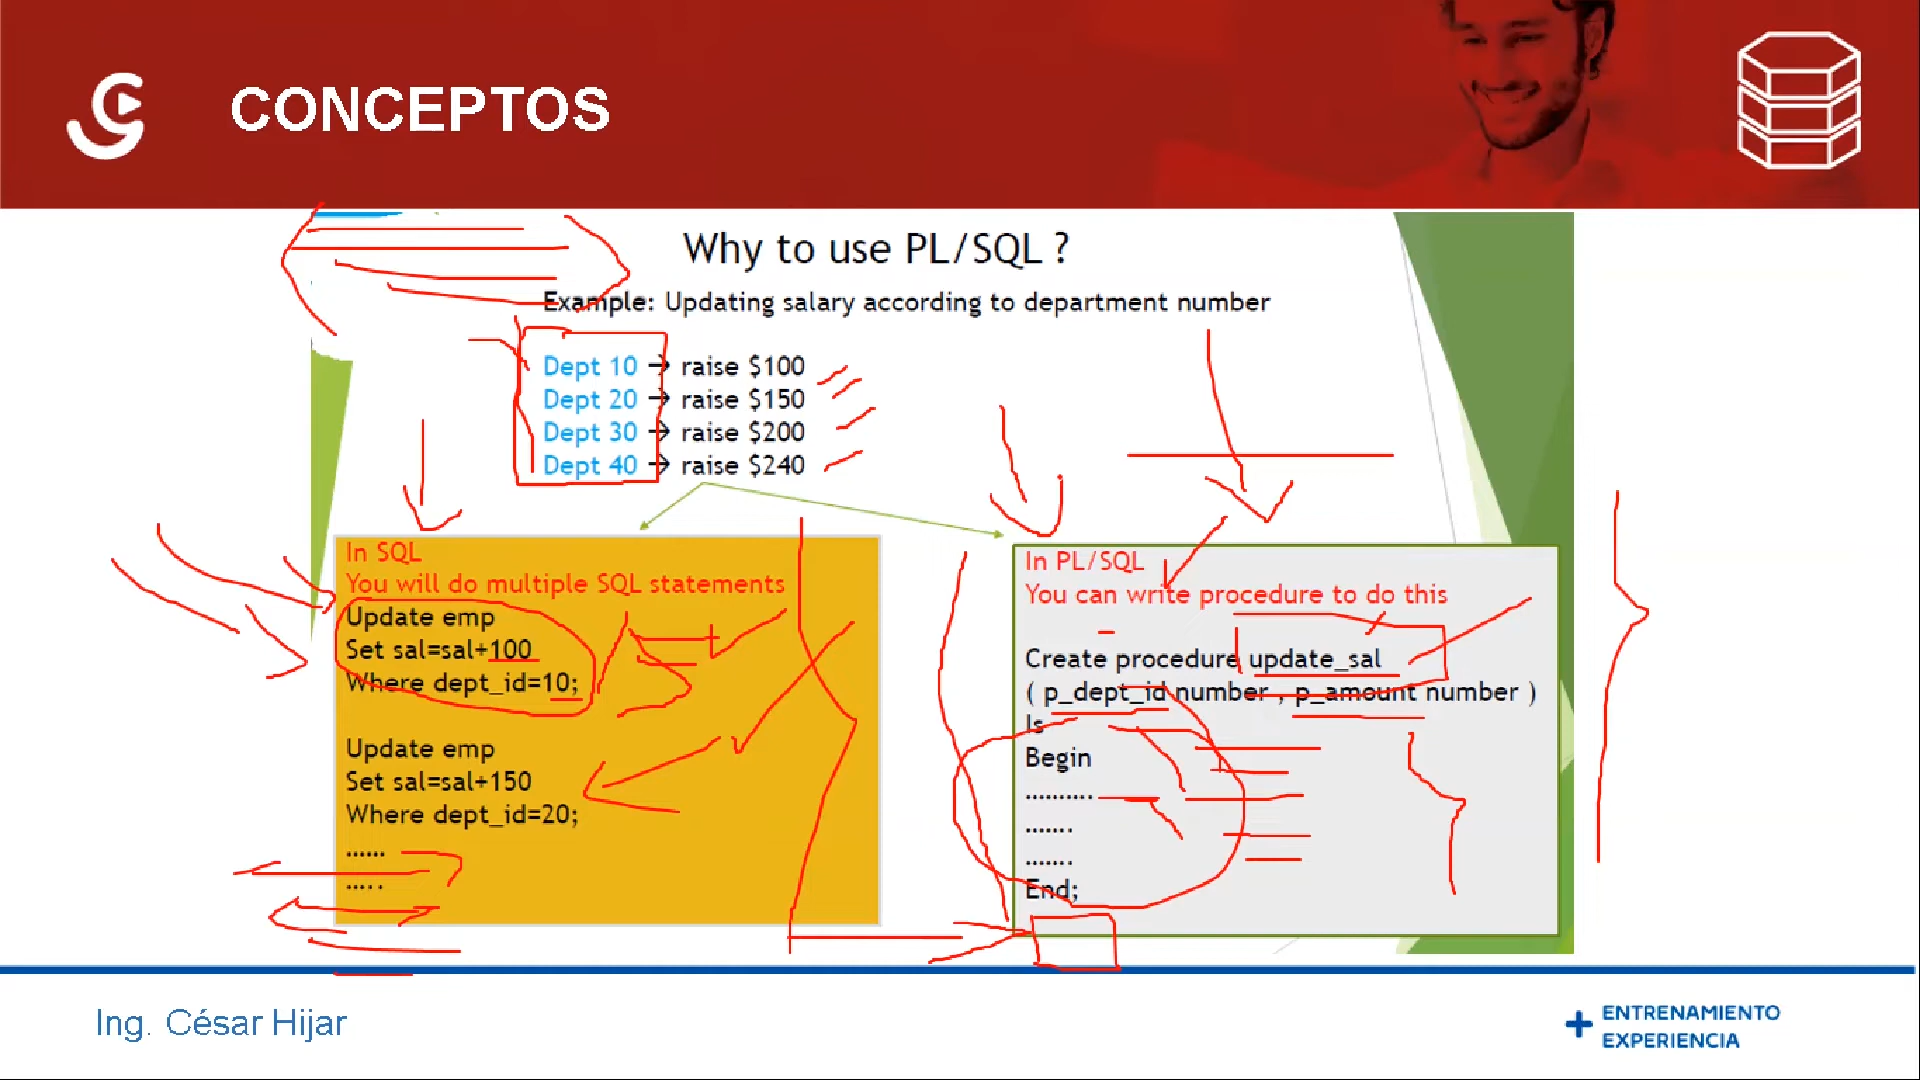 CONCEPTOS
Why to use PL/SQL ?
Example: Updating salary according to department number
Dept 10 → raise $100
Dept 20 → raise $150
Dept 30 → raise $200
Dept 40 → raise $240
In SQL
You will do multiple SQL statements
Update emp
Set sal=sal+100
Where dept_id=10;
Update emp
Set sal=sal+150
Where dept_id=20;
......
.....
In PL/SQL
You can write procedure to do this
Create procedure update_sal
( p_dept_id number , p_amount number )
Is
Begin
..........
.......
.......
End;
Ing. César Hijar
+ ENTRENAMIENTO
EXPERIENCIA